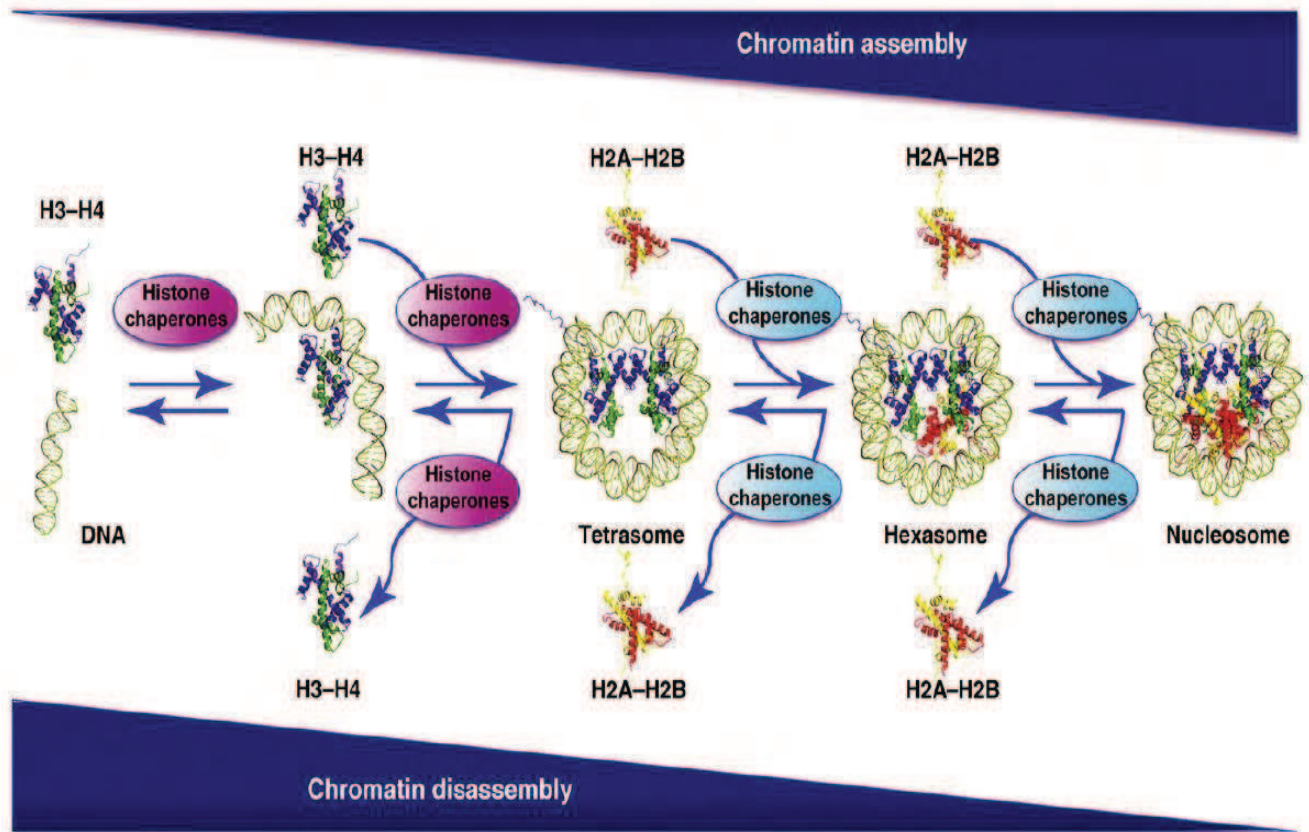 Chromatin assembly
H3–H4
H2A–H2B
H2A–H2B
H3–H4
Histone
chaperones
Histone
chaperones
Histone
chaperones
Histone
chaperones
Histone
chaperones
Histone
chaperones
Histone
chaperones
DNA
Tetrasome
Hexasome
Nucleosome
H3–H4
H2A–H2B
H2A–H2B
Chromatin disassembly